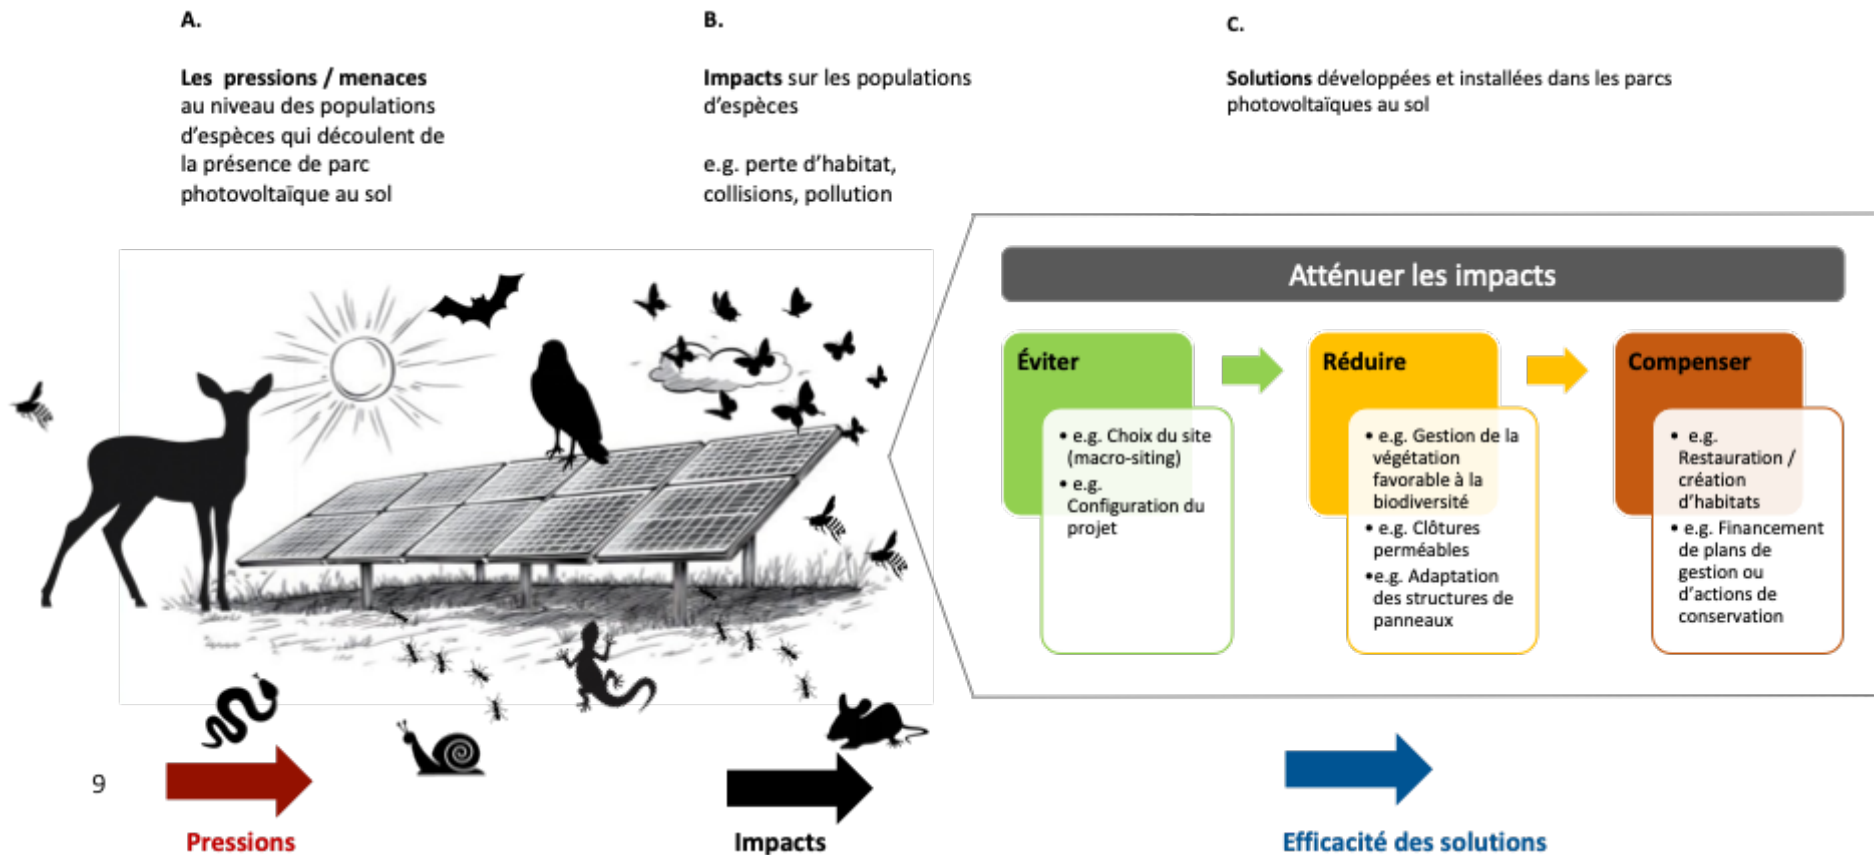 A.
Les pressions / menaces
au niveau des populations
d'espèces qui découlent de
la présence de parc
photovoltaïque au sol
B.
Impacts sur les populations
d'espèces
e.g. perte d'habitat,
collisions, pollution
C.
Solutions développées et installées dans les parcs
photovoltaïques au sol
Atténuer les impacts
Éviter
• e.g. Choix du site
(macro-siting)
• e.g.
Configuration du
projet
Réduire
• e.g. Gestion de la
végétation
favorable à la
biodiversité
• e.g. Clôtures
perméables
•e.g. Adaptation
des structures de
panneaux
Compenser
• e.g.
Restauration /
création
d'habitats
• e.g. Financement
de plans de
gestion ou
d'actions de
conservation
9
Pressions
Impacts
Efficacité des solutions